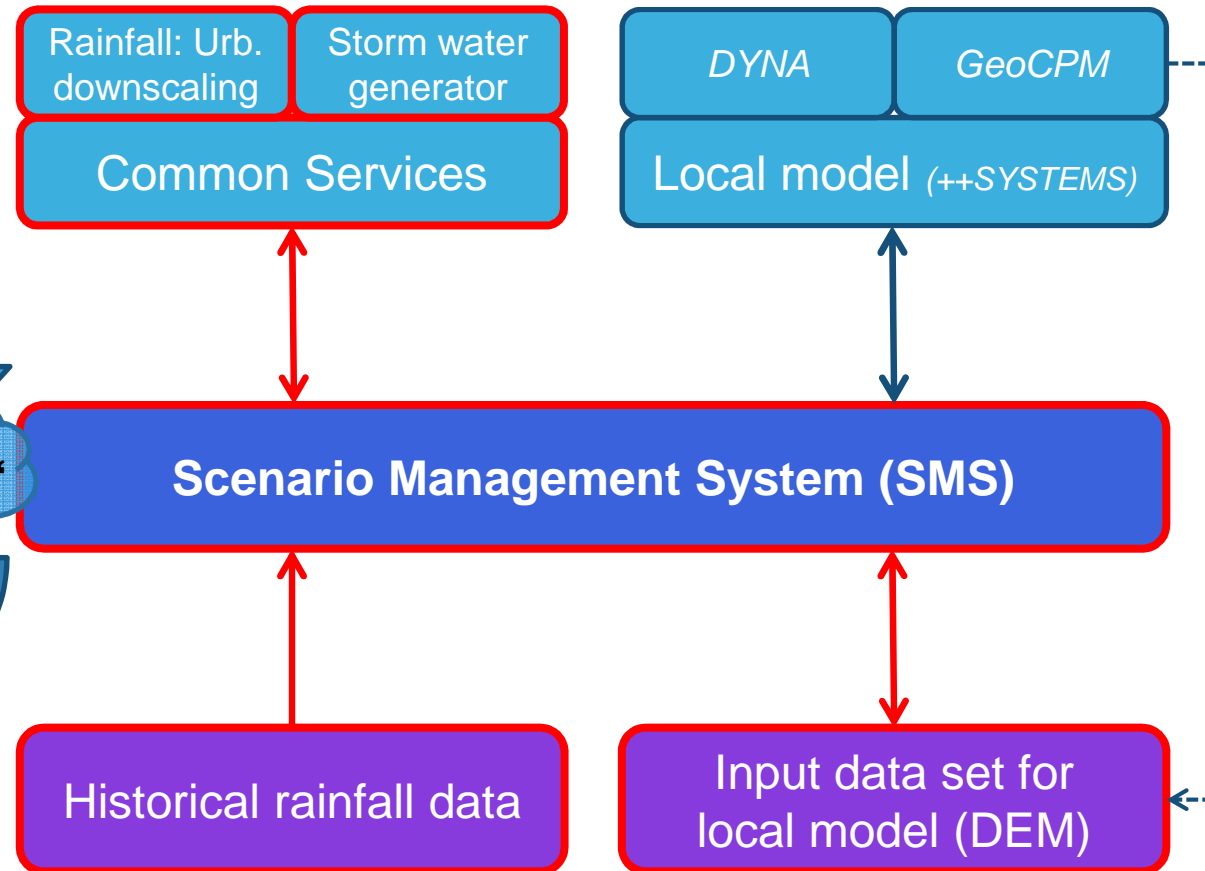 Rainfall: Urb.
downscaling
Storm water
generator
DYNA
GeoCPM
Common Services
Local model (++SYSTEMS)
Scenario Management System (SMS)
Historical rainfall data
Input data set for
local model (DEM)